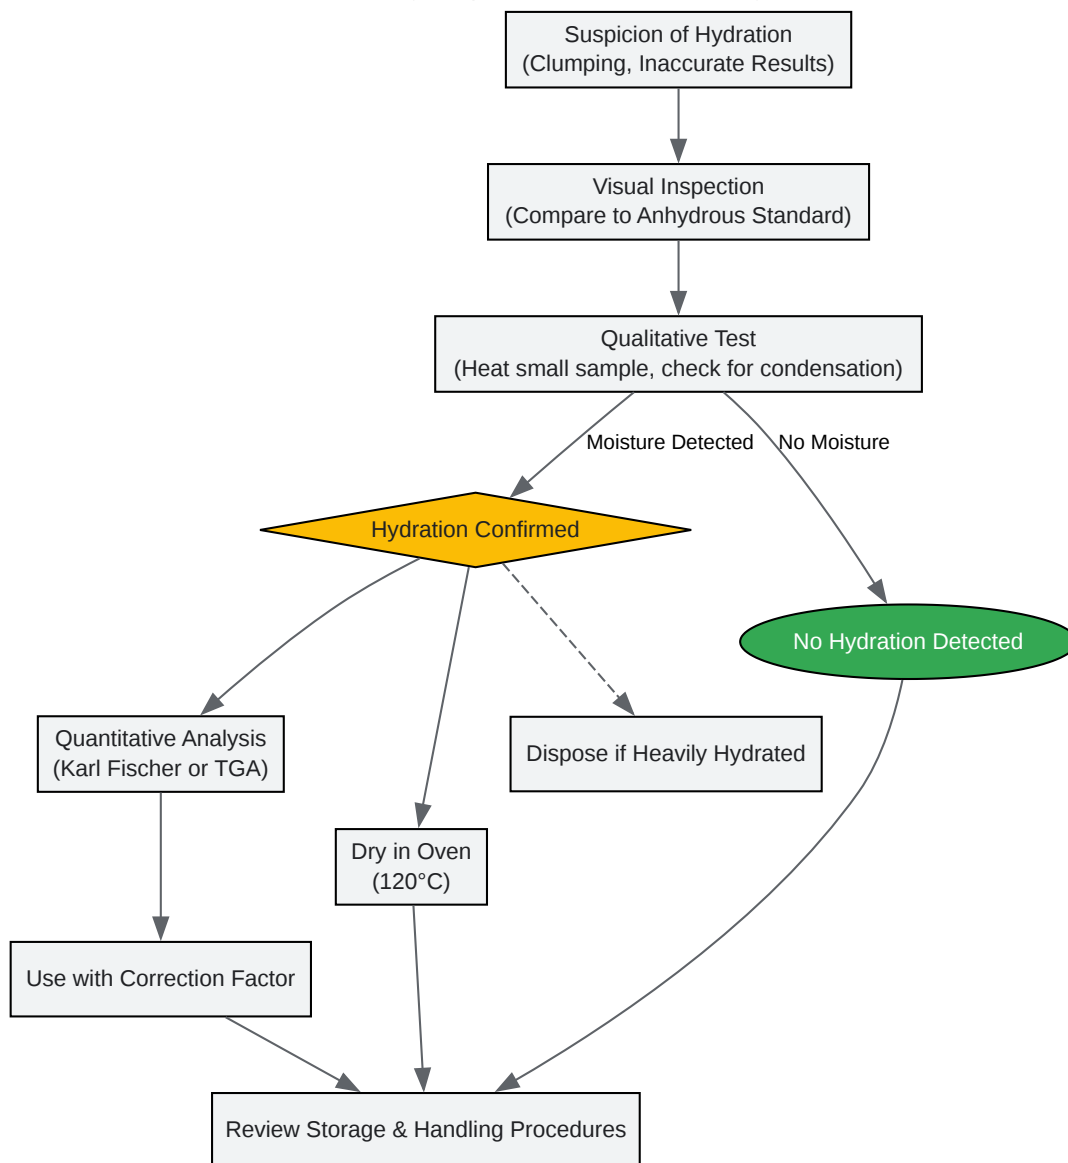 Suspicion of Hydration
(Clumping, Inaccurate Results)
Visual Inspection
(Compare to Anhydrous Standard)
Qualitative Test
(Heat small sample, check for condensation)
Moisture Detected
No Moisture
Hydration Confirmed
No Hydration Detected
Quantitative Analysis
(Karl Fischer or TGA)
Dispose if Heavily Hydrated
Dry in Oven
(120°C)
Use with Correction Factor
Review Storage & Handling Procedures